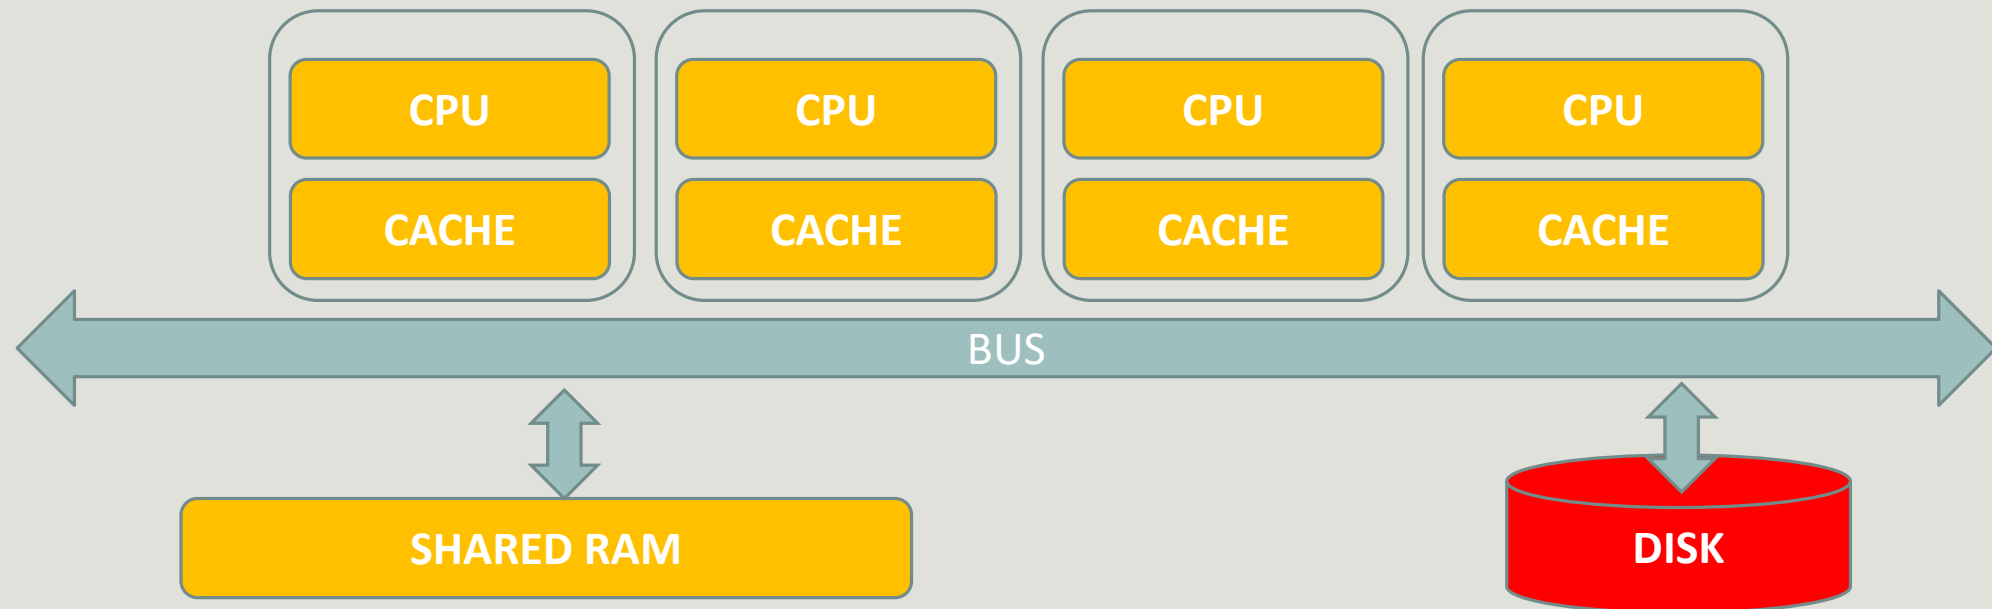 CPU CPU CPU CPU
CACHE CACHE CACHE CACHE
BUS
SHARED RAM
DISK